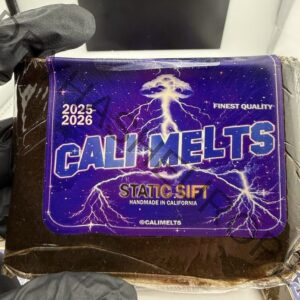 2025-
2026
FINEST QUALITY
CALI-MELTS
STATIC SIFT
HANDMADE IN CALIFORNIA
@CALIMELTS